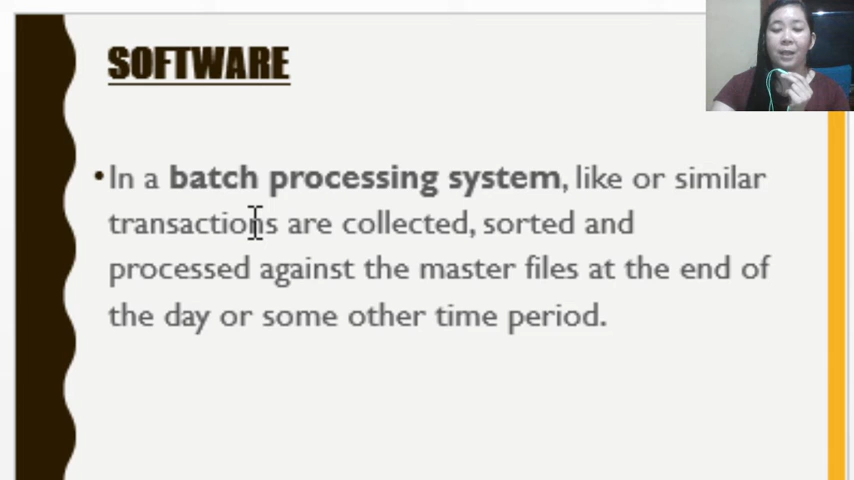 SOFTWARE
•In a batch processing system, like or similar
transactions are collected, sorted and
processed against the master files at the end of
the day or some other time period.